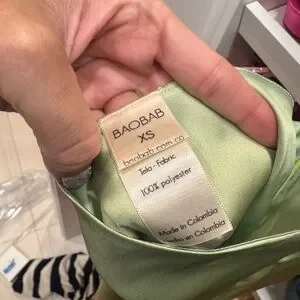 BAOBAB
XS
baobab.com.co
Tela - Fabric
100% polyester
Made in Colombia
Hecho en Colombia